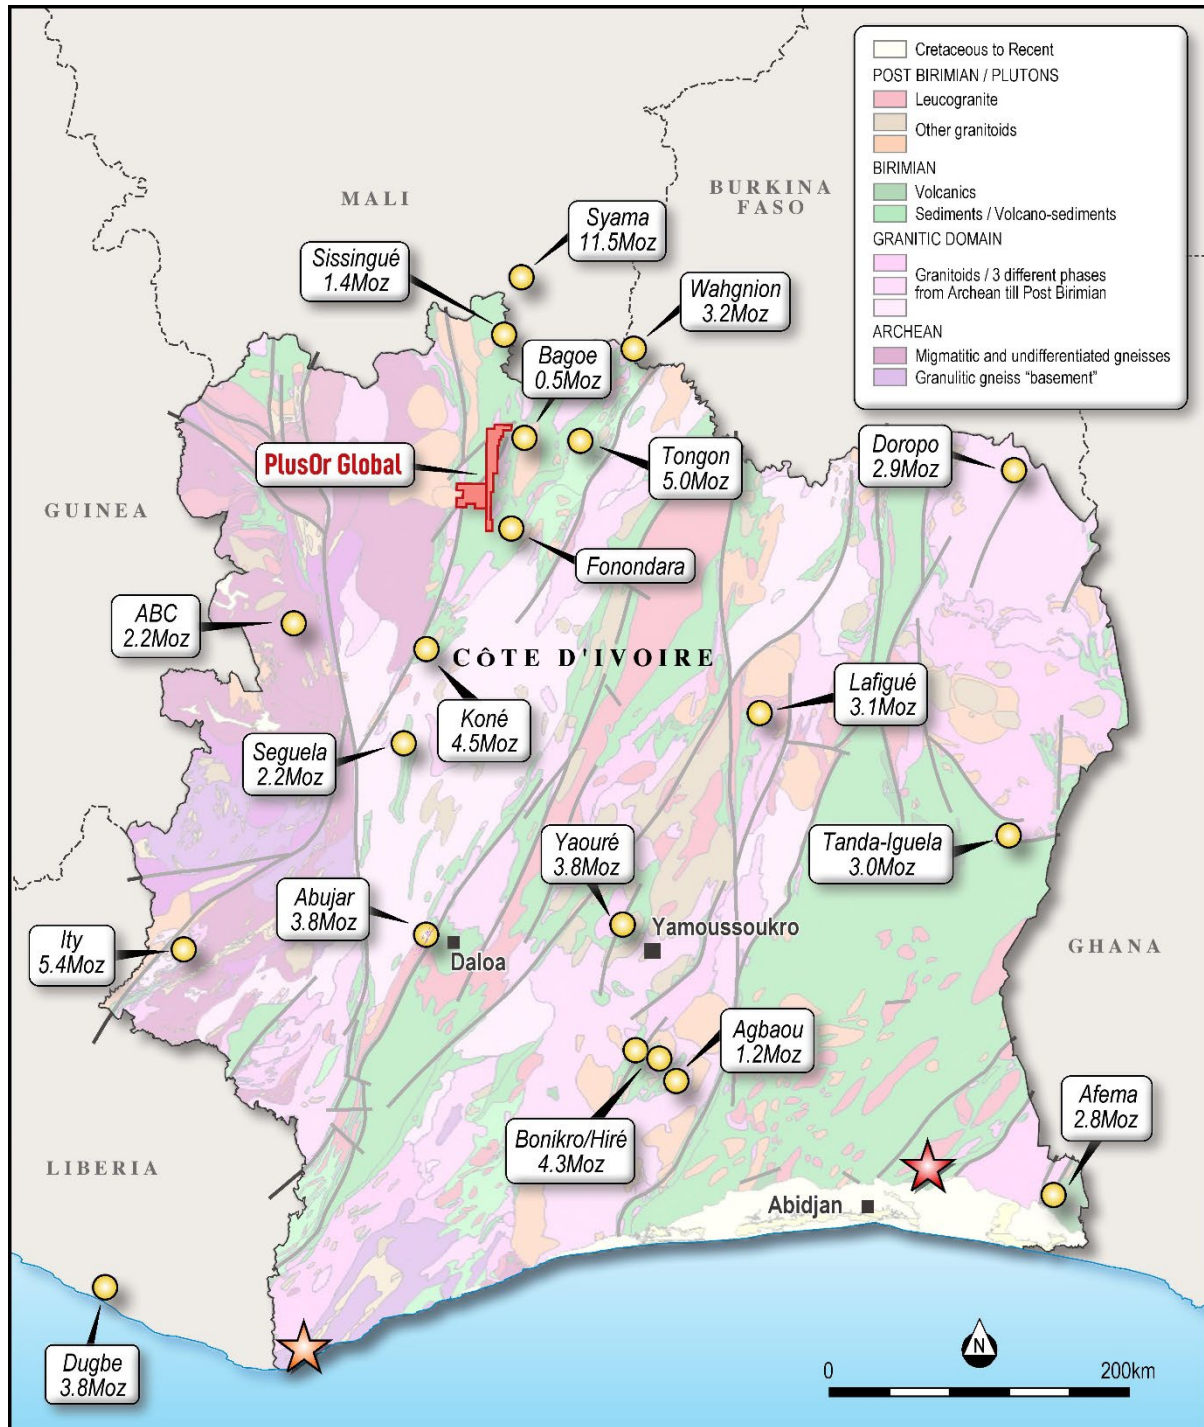 Cretaceous to Recent
POST BIRIMIAN / PLUTONS
Leucogranite
Other granitoids
BIRIMIAN
Volcanics
Sediments / Volcano-sediments
GRANITIC DOMAIN
Granitoids / 3 different phases
from Archean till Post Birimian
ARCHEAN
Migmatitic and undifferentiated gneisses
Granulitic gneiss “basement”
MALI
BURKINA
FASO
Syama
11.5Moz
Sissingué
1.4Moz
Wahgnion
3.2Moz
Bagoe
0.5Moz
PlusOr Global
Tongon
5.0Moz
Doropo
2.9Moz
GUINEA
Fonondara
ABC
2.2Moz
CÔTE D'IVOIRE
Koné
4.5Moz
Lafigué
3.1Moz
Seguela
2.2Moz
Yaouré
3.8Moz
Tanda-Iguela
3.0Moz
Abujar
3.8Moz
Yamoussoukro
Daloa
Ity
5.4Moz
GHANA
Agbaou
1.2Moz
Bonikro/Hiré
4.3Moz
Afema
2.8Moz
LIBERIA
Abidjan
Dugbe
3.8Moz
N
0 200km